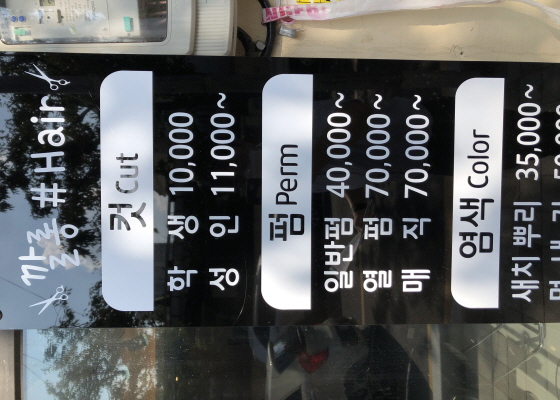 까롱 #Hair
컷 Cut
학 생 10,000
성 인 11,000~
펌 Perm
일반펌 40,000~
열 펌 70,000~
매 직 70,000~
염색 Color
새치 뿌리 35,000~